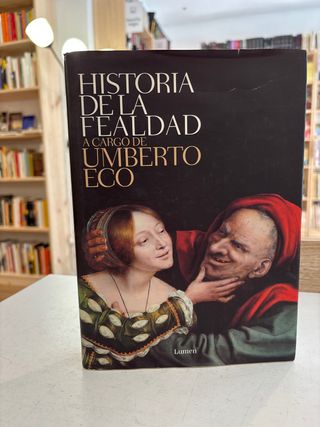 HISTORIA
DE LA
FEALDAD
A CARGO DE
UMBERTO
ECO
Lumen